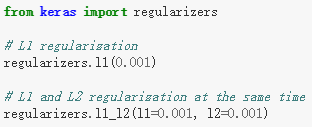 from keras import regularizers
# L1 regularization
regularizers.l1(0.001)
# L1 and L2 regularization at the same time
regularizers.l1_l2(l1=0.001, l2=0.001)